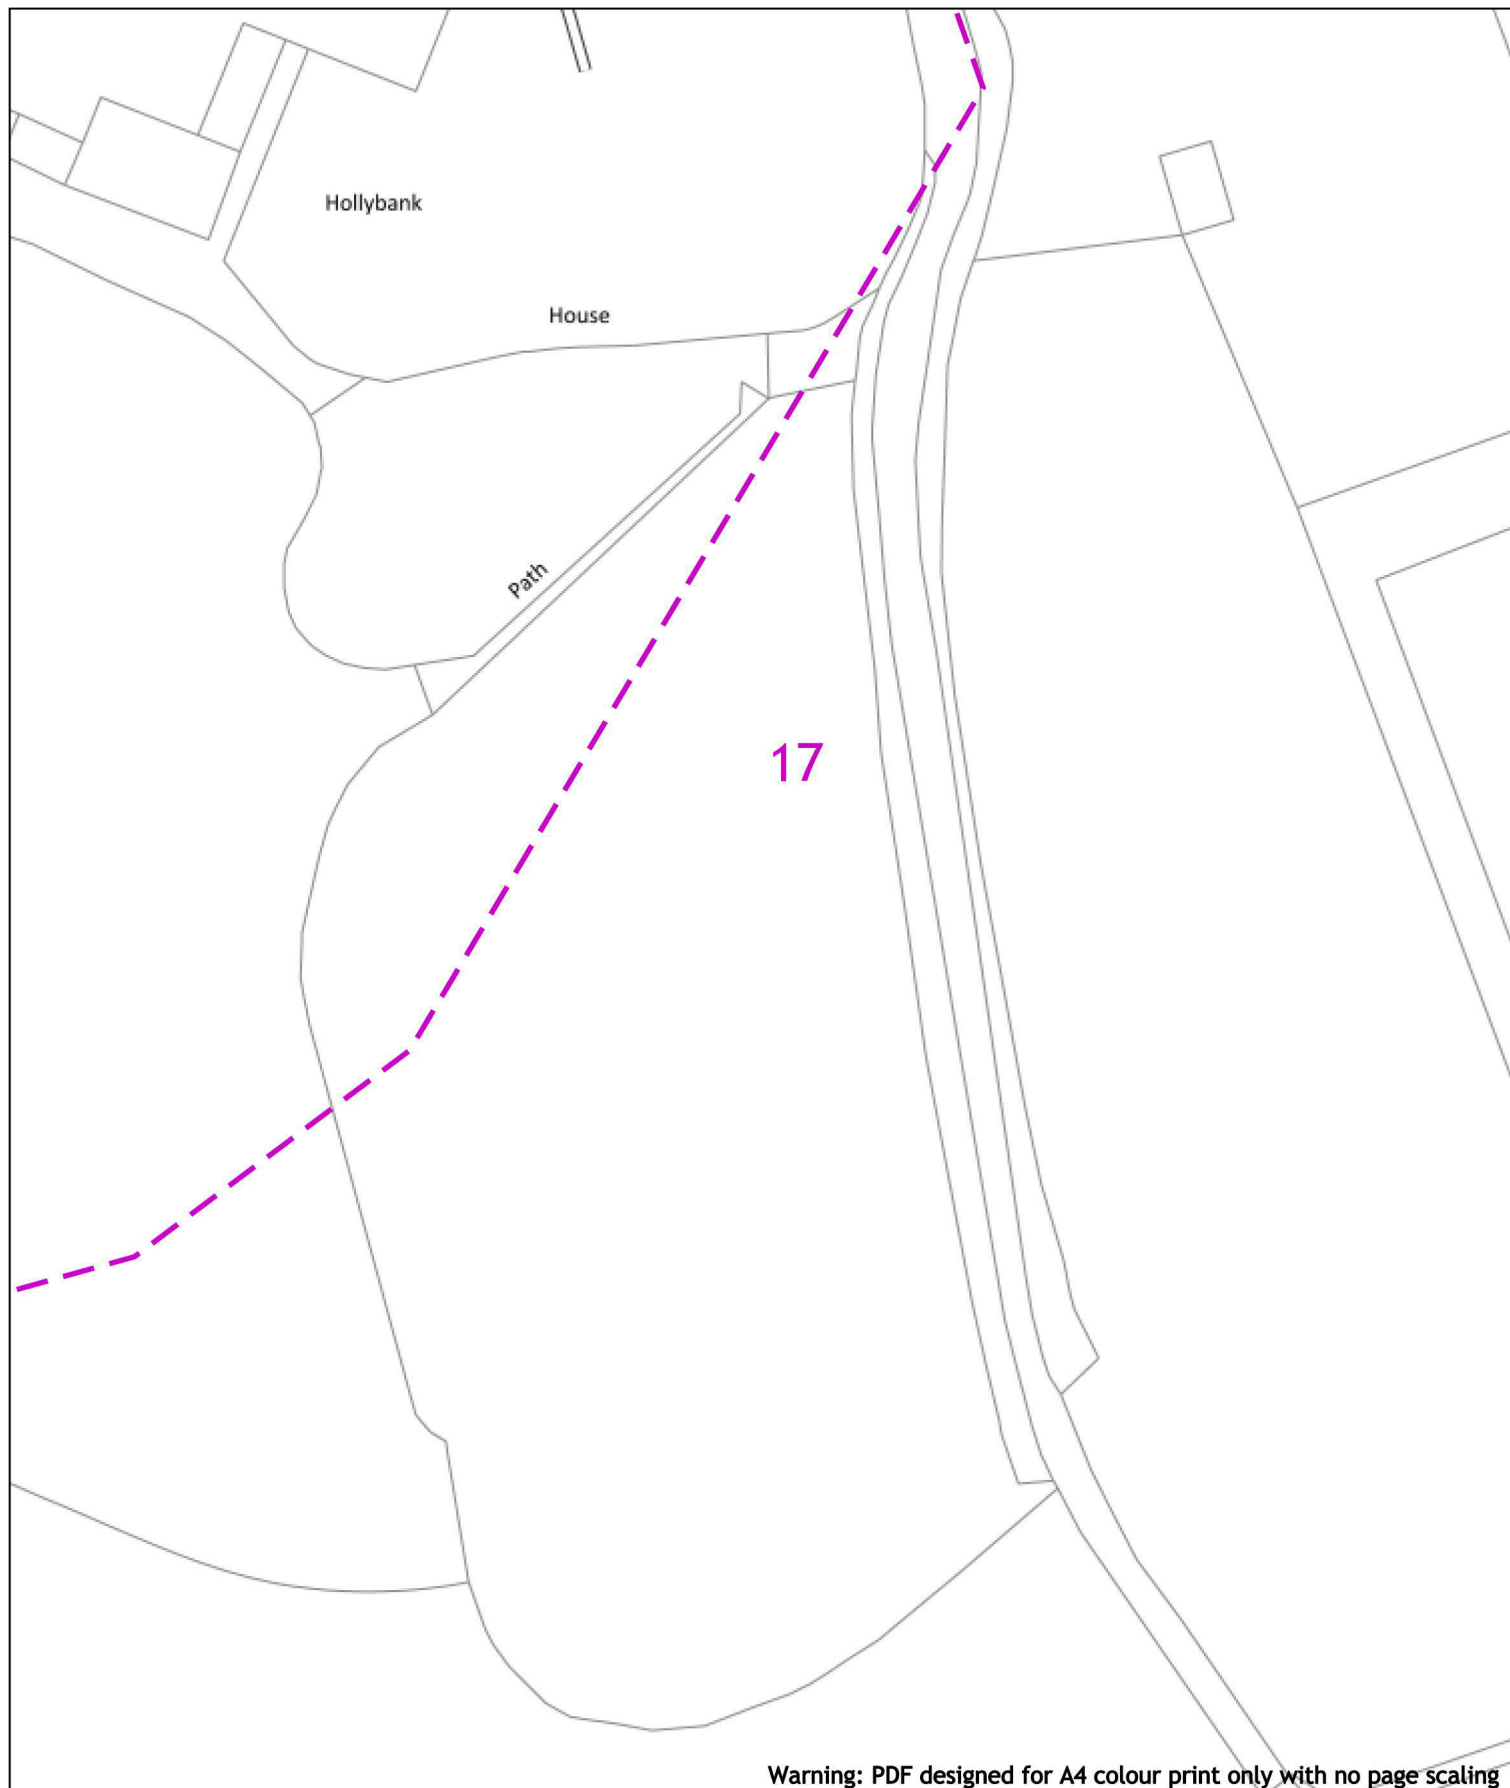 Hollybank
House
Path
17
Warning: PDF designed for A4 colour print only with no page scaling